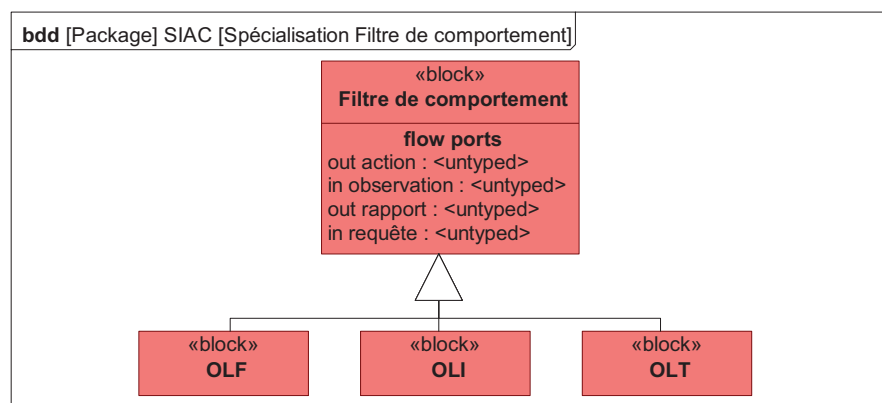 bdd [Package] SIAC [Spécialisation Filtre de comportement]
«block»
Filtre de comportement
flow ports
out action : <untyped>
in observation : <untyped>
out rapport : <untyped>
in requête : <untyped>
«block»
OLF
«block»
OLI
«block»
OLT